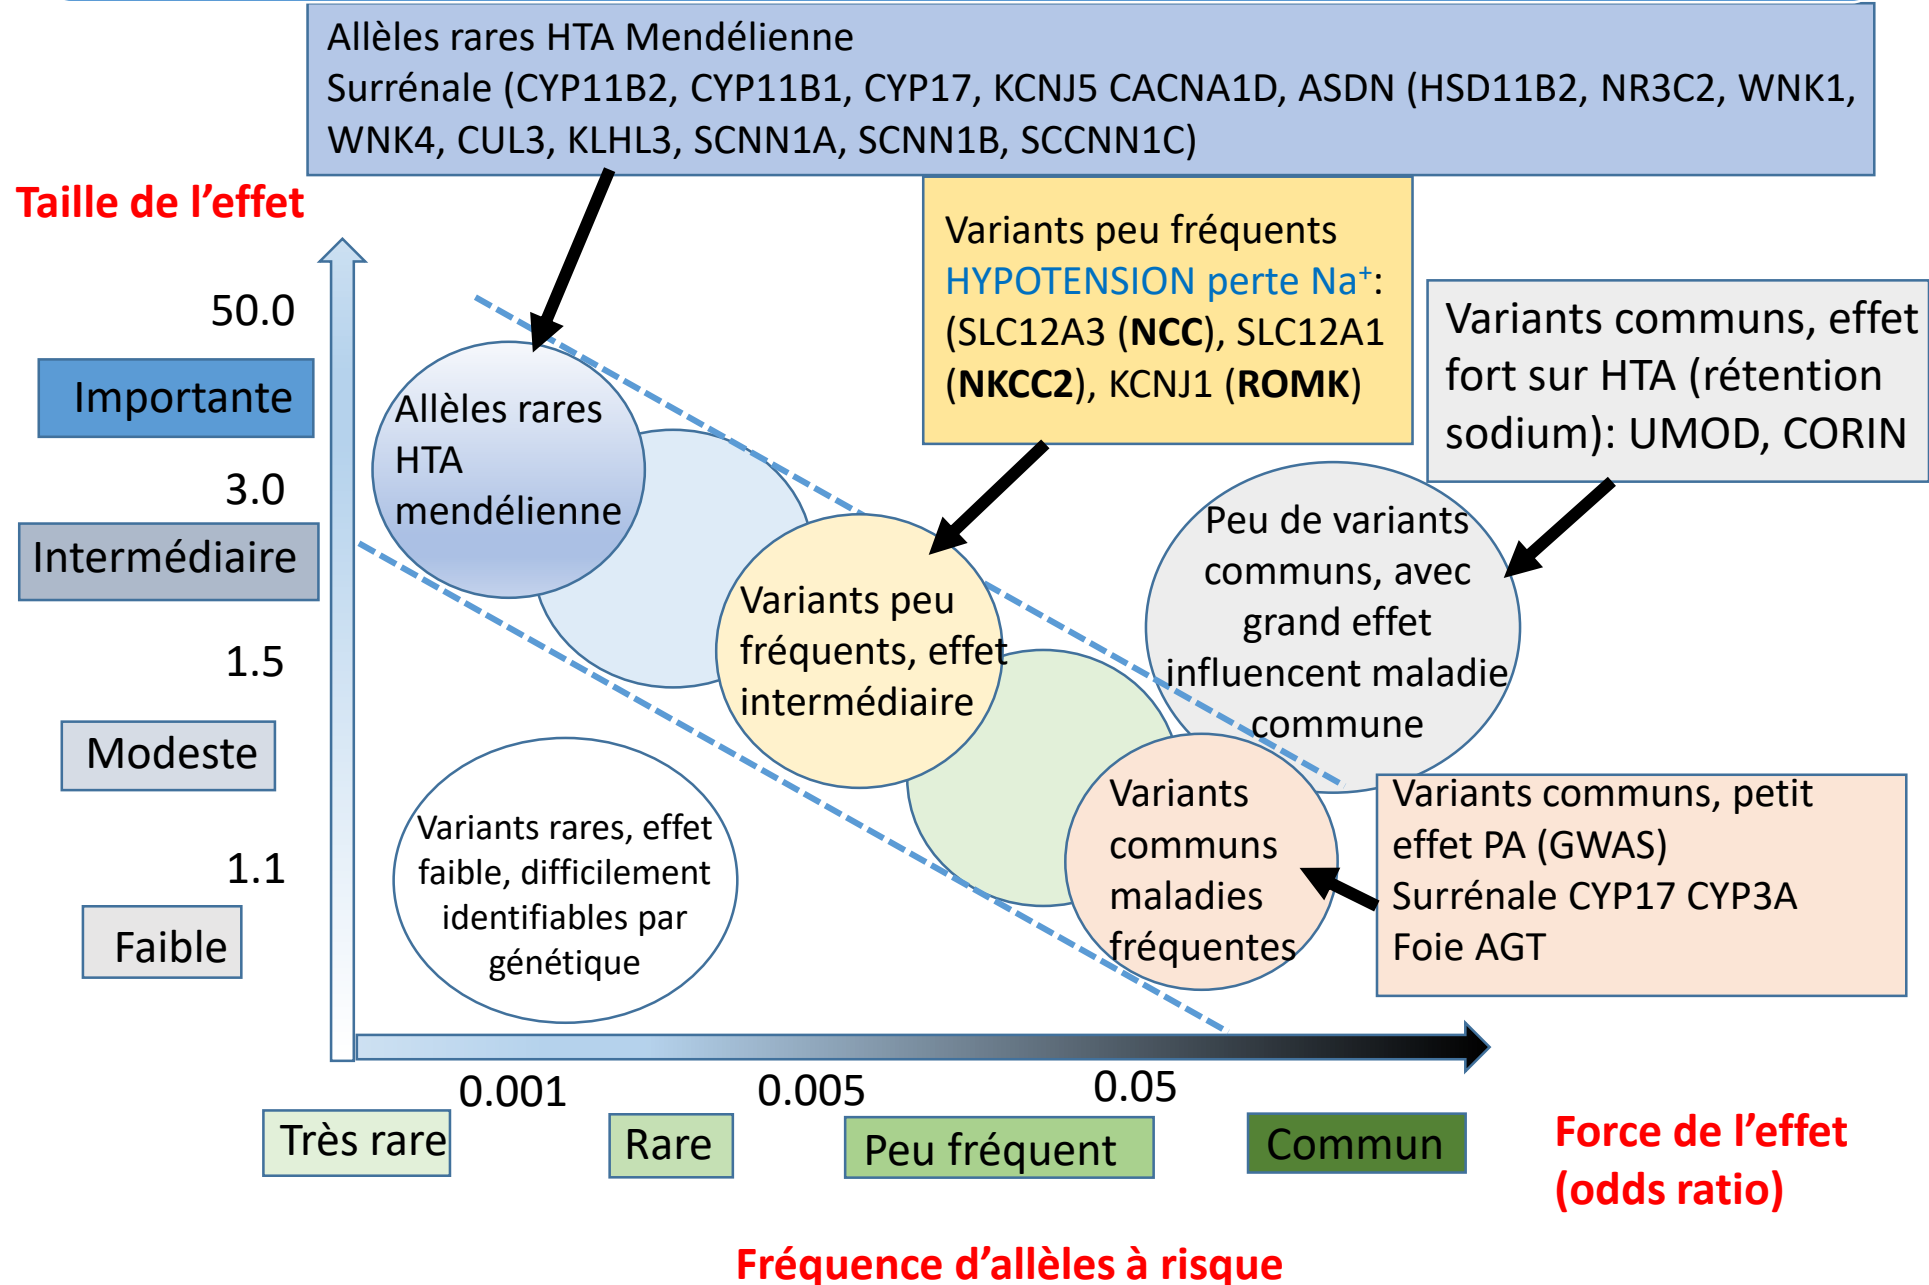 Allèles rares HTA Mendélienne
Surrénale (CYP11B2, CYP11B1, CYP17, KCNJ5 CACNA1D, ASDN (HSD11B2, NR3C2, WNK1,
WNK4, CUL3, KLHL3, SCNN1A, SCNN1B, SCCNN1C)
Taille de l’effet
50.0
Importante
3.0
Intermédiaire
1.5
Modeste
1.1
Faible
Variants peu fréquents
HYPOTENSION perte Na⁺:
(SLC12A3 (NCC), SLC12A1
(NKCC2), KCNJ1 (ROMK)
Variants communs, effet
fort sur HTA (rétention
sodium): UMOD, CORIN
Allèles rares
HTA
mendélienne
Variants peu
fréquents, effet
intermédiaire
Peu de variants
communs, avec
grand effet
influencent maladie
commune
Variants rares, effet
faible, difficilement
identifiables par
génétique
Variants
communs
maladies
fréquentes
Variants communs, petit
effet PA (GWAS)
Surrénale CYP17 CYP3A
Foie AGT
0.001
0.005
0.05
Très rare
Rare
Peu fréquent
Commun
Force de l’effet
(odds ratio)
Fréquence d’allèles à risque